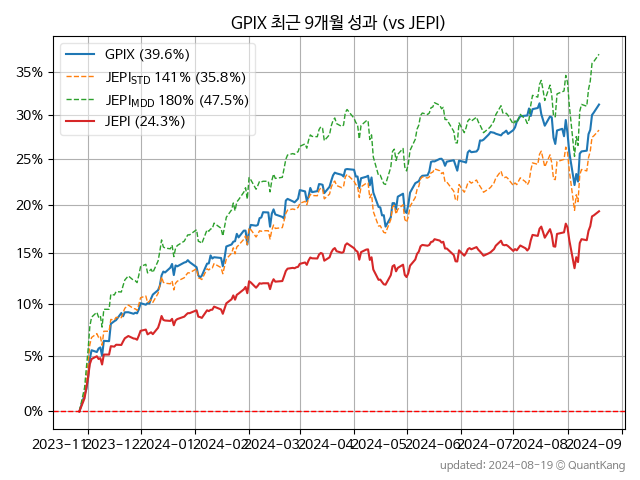 GPIX 최근 9개월 성과 (vs JEPI)
GPIX (39.6%)
JEPI_STD 141% (35.8%)
JEPI_MDD 180% (47.5%)
JEPI (24.3%)
35%
30%
25%
20%
15%
10%
5%
0%
2023-11 2023-12 2024-01 2024-02 2024-03 2024-04 2024-05 2024-06 2024-07 2024-08 2024-09
updated: 2024-08-19 © QuantKang